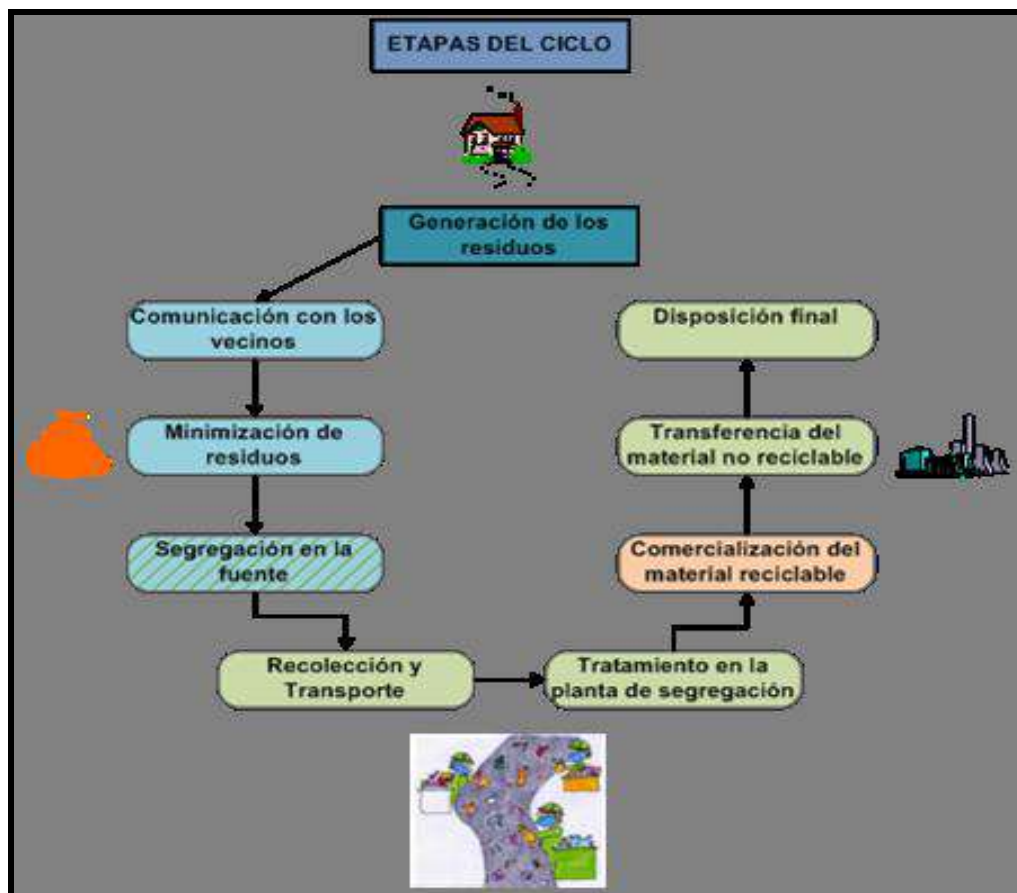 ETAPAS DEL CICLO
Generación de los
residuos
Comunicación con los
vecinos
Minimización de
residuos
Segregación en la
fuente
Recolección y
Transporte
Tratamiento en la
planta de segregación
Comercialización del
material reciclable
Transferencia del
material no reciclable
Disposición final